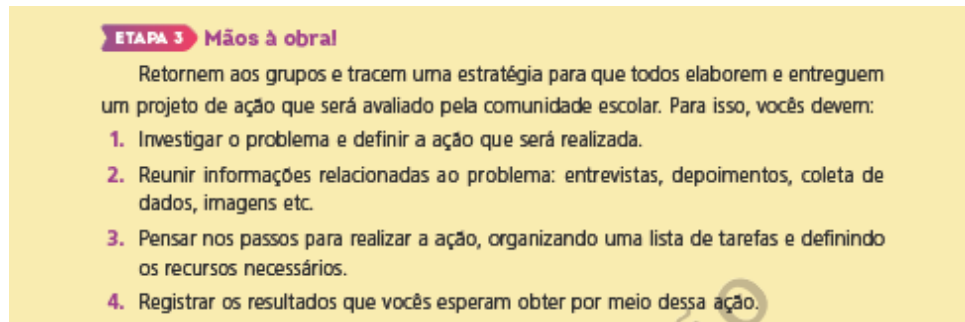 ETAPA 3 Mãos à obra!
Retornem aos grupos e tracem uma estratégia para que todos elaborem e entreguem
um projeto de ação que será avaliado pela comunidade escolar. Para isso, vocês devem:
1. Investigar o problema e definir a ação que será realizada.
2. Reunir informações relacionadas ao problema: entrevistas, depoimentos, coleta de
dados, imagens etc.
3. Pensar nos passos para realizar a ação, organizando uma lista de tarefas e definindo
os recursos necessários.
4. Registrar os resultados que vocês esperam obter por meio dessa ação.